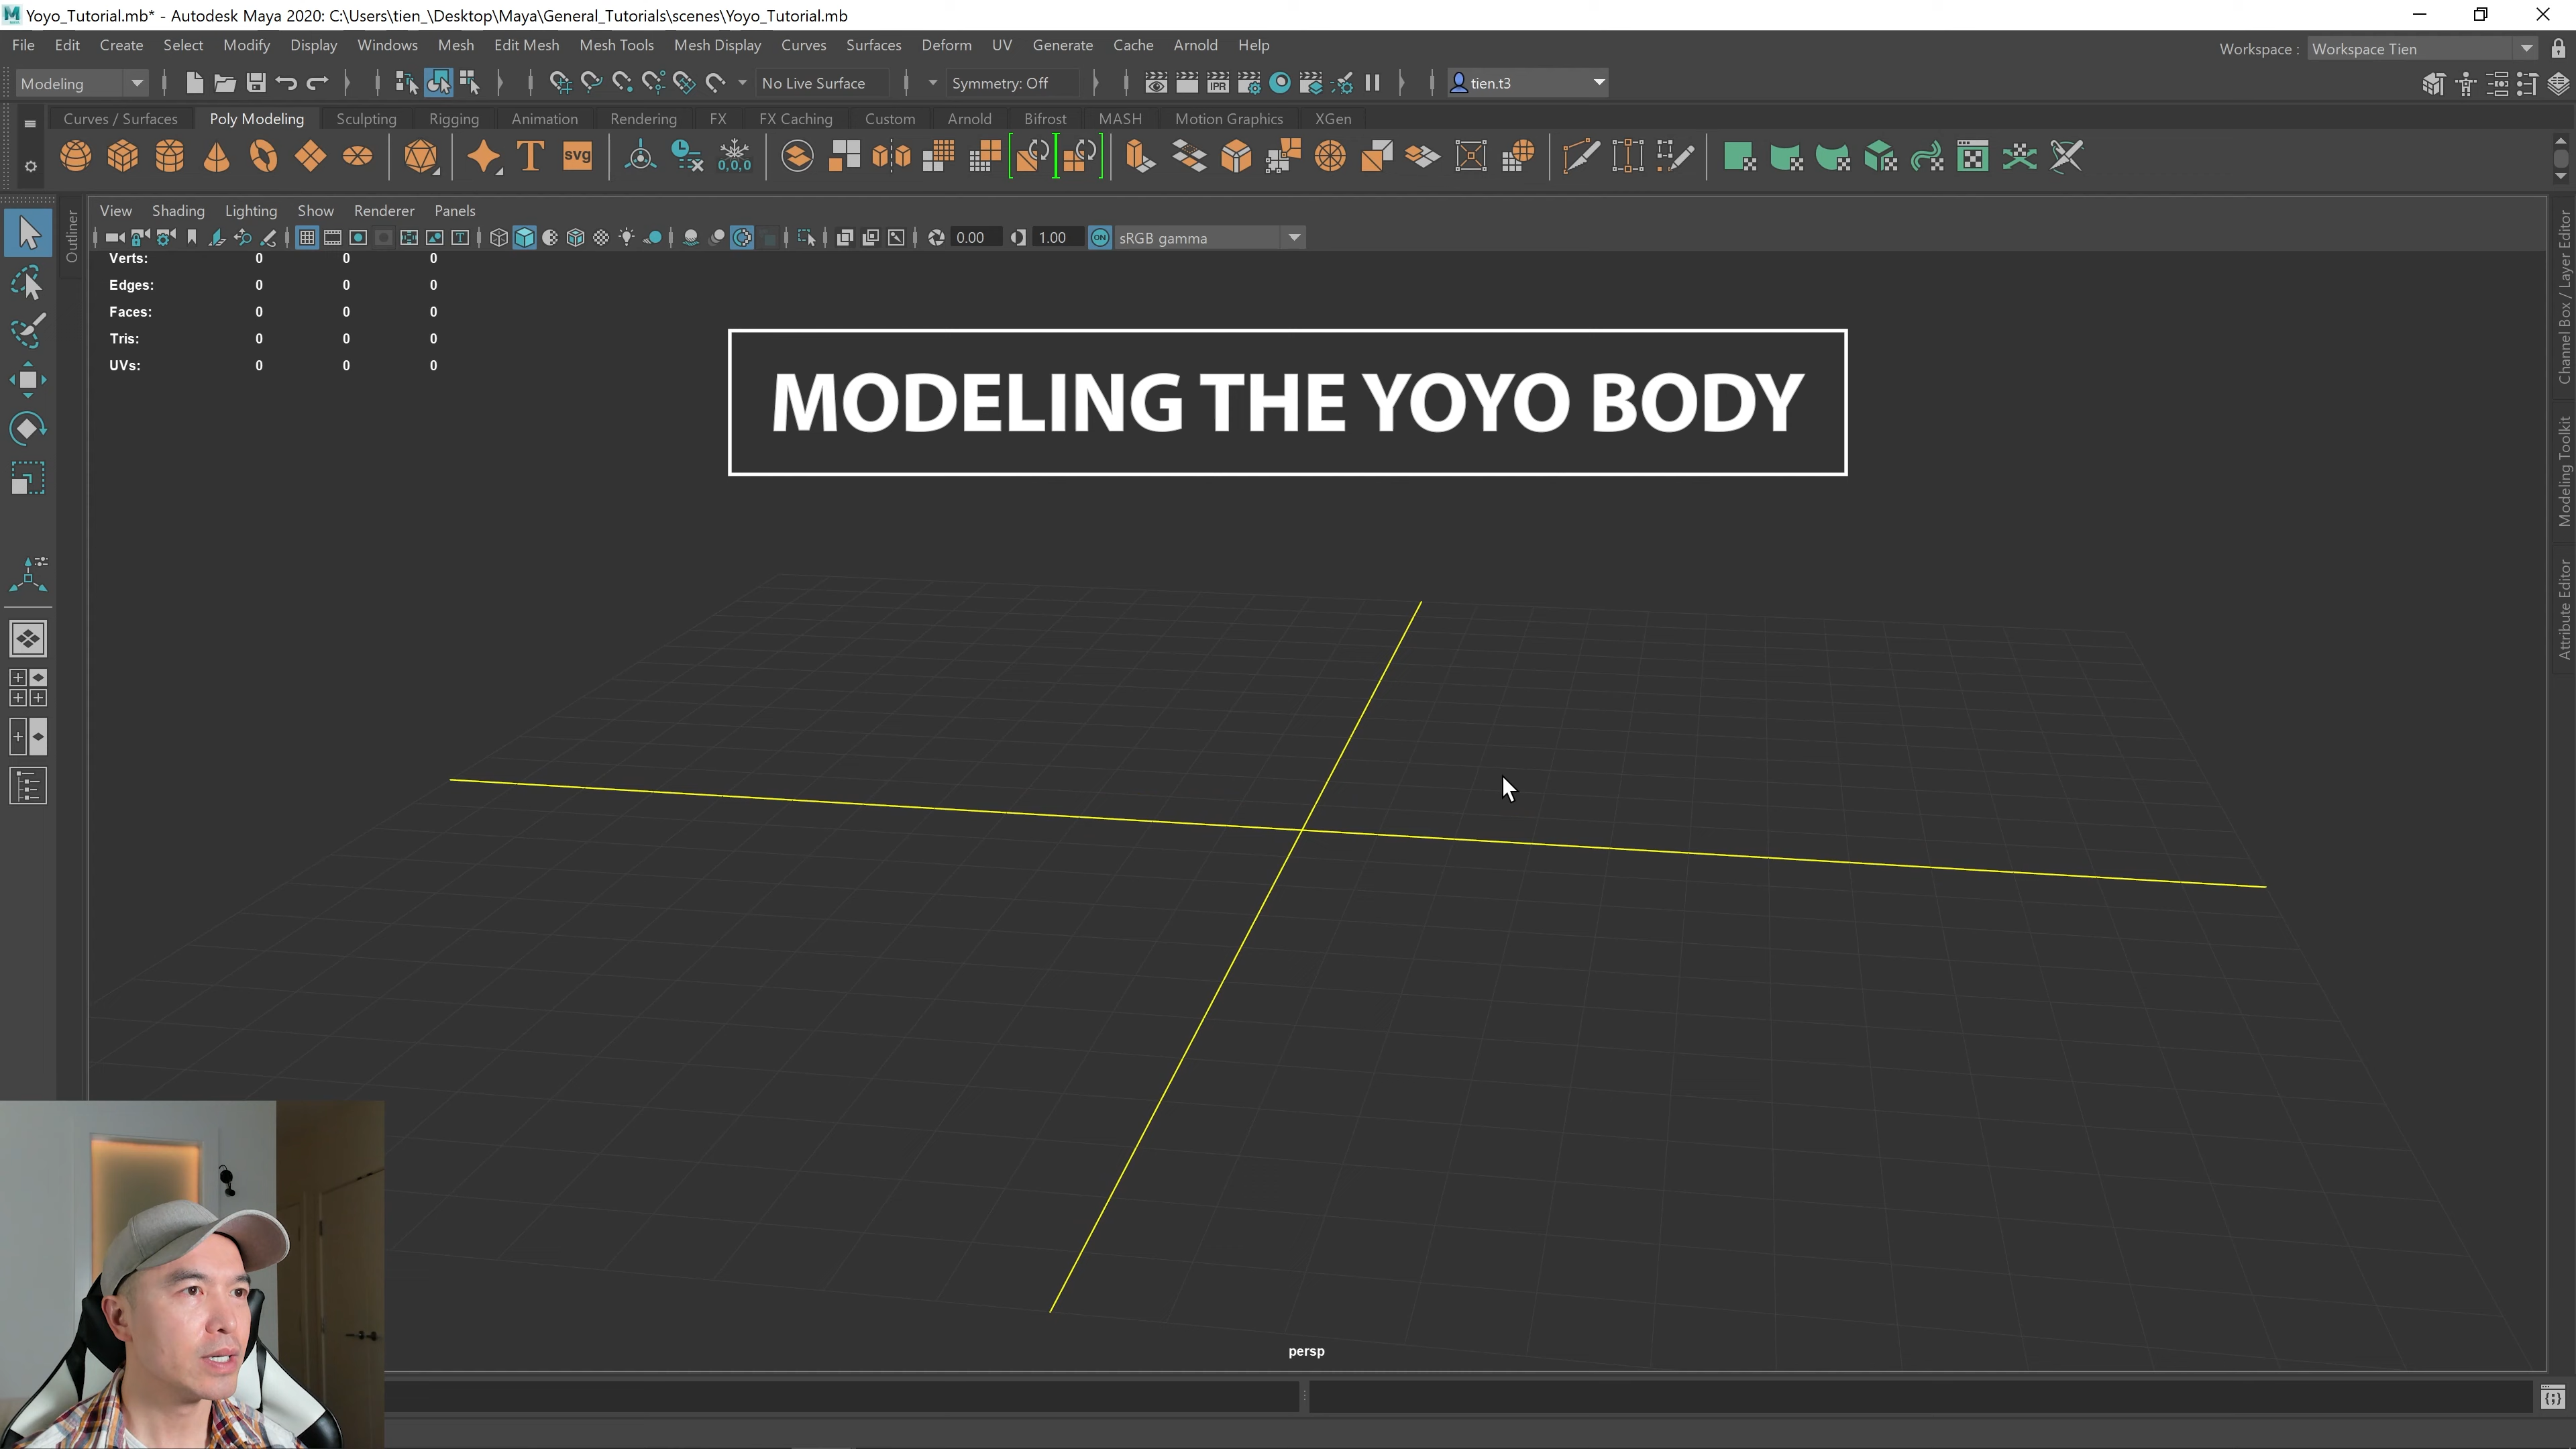 Yoyo_Tutorial.mb* - Autodesk Maya 2020: C:\Users\tien_\Desktop\Maya\General_Tutorials\scenes\Yoyo_Tutorial.mb
File Edit Create Select Modify Display Windows Mesh Edit Mesh Mesh Tools Mesh Display Curves Surfaces Deform UV Generate Cache Arnold Help
Workspace : Workspace Tien
Modeling No Live Surface Symmetry: Off IPR tien.t3
Curves / Surfaces Poly Modeling Sculpting Rigging Animation Rendering FX FX Caching Custom Arnold Bifrost MASH Motion Graphics XGen
T svg 0,0,0
View Shading Lighting Show Renderer Panels
0.00 1.00 ON sRGB gamma
Outliner
Verts: 0 0 0
Edges: 0 0 0
Faces: 0 0 0
Tris: 0 0 0
UVs: 0 0 0
MODELING THE YOYO BODY
Channel Box / Layer Editor
Modeling Toolkit
Attribute Editor
persp